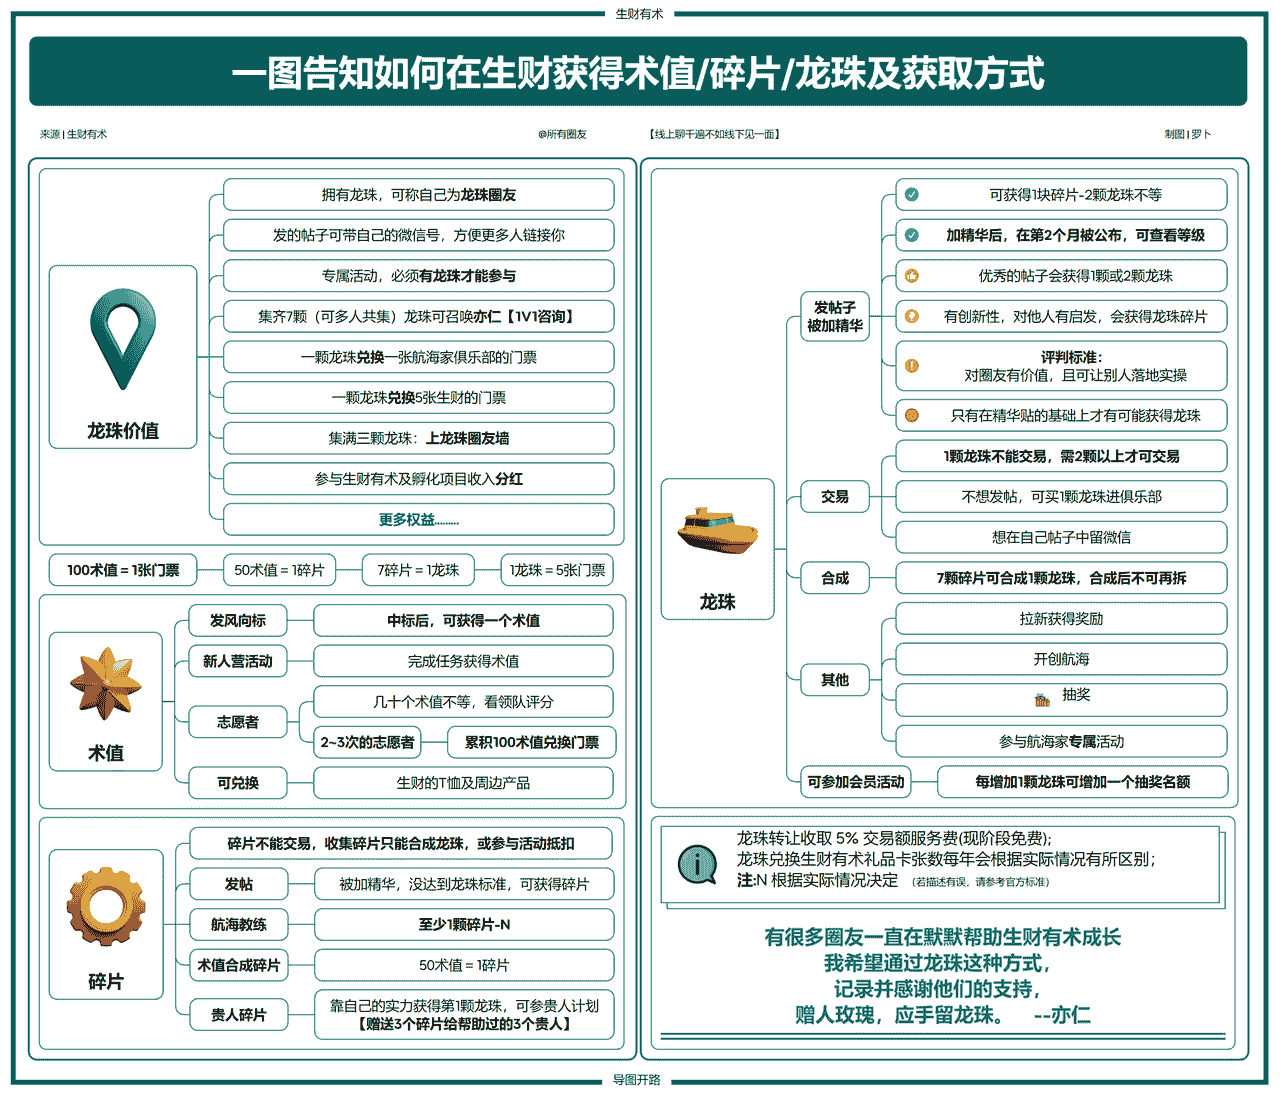 生财有术
一图告知如何在生财获得术值/碎片/龙珠及获取方式
来源 | 生财有术
@所有圈友
【线上聊千遍不如线下见一面】
制图 | 罗卜
龙珠价值
拥有龙珠，可称自己为龙珠圈友
发的帖子可带自己的微信号，方便更多人链接你
专属活动，必须有龙珠才能参与
集齐7颗（可多人共集）龙珠可召唤亦仁【1V1咨询】
一颗龙珠兑换一张航海家俱乐部的门票
一颗龙珠兑换5张生财的门票
集满三颗龙珠：上龙珠圈友墙
参与生财有术及孵化项目收入分红
更多权益.........
100术值 = 1张门票
50术值 = 1碎片
7碎片 = 1龙珠
1龙珠 = 5张门票
术值
发风向标
中标后，可获得一个术值
新人营活动
完成任务获得术值
志愿者
几十个术值不等，看领队评分
2~3次的志愿者
累积100术值兑换门票
可兑换
生财的T恤及周边产品
碎片
碎片不能交易，收集碎片只能合成龙珠，或参与活动抵扣
发帖
被加精华，没达到龙珠标准，可获得碎片
航海教练
至少1颗碎片-N
术值合成碎片
50术值 = 1碎片
贵人碎片
靠自己的实力获得第1颗龙珠，可参贵人计划
【赠送3个碎片给帮助过的3个贵人】
龙珠
发帖子
被加精华
可获得1块碎片-2颗龙珠不等
加精华后，在第2个月被公布，可查看等级
优秀的帖子会获得1颗或2颗龙珠
有创新性，对他人有启发，会获得龙珠碎片
评判标准：
对圈友有价值，且可让别人落地实操
只有在精华贴的基础上才有可能获得龙珠
交易
1颗龙珠不能交易，需2颗以上才可交易
不想发帖，可买1颗龙珠进俱乐部
想在自己帖子中留微信
合成
7颗碎片可合成1颗龙珠，合成后不可再拆
其他
拉新获得奖励
开创航海
抽奖
参与航海家专属活动
可参加会员活动
每增加1颗龙珠可增加一个抽奖名额
龙珠转让收取 5% 交易额服务费(现阶段免费);
龙珠兑换生财有术礼品卡张数每年会根据实际情况有所区别；
注:N 根据实际情况决定 （若描述有误，请参考官方标准）
有很多圈友一直在默默帮助生财有术成长
我希望通过龙珠这种方式，
记录并感谢他们的支持，
赠人玫瑰，应手留龙珠。 --亦仁
导图开路